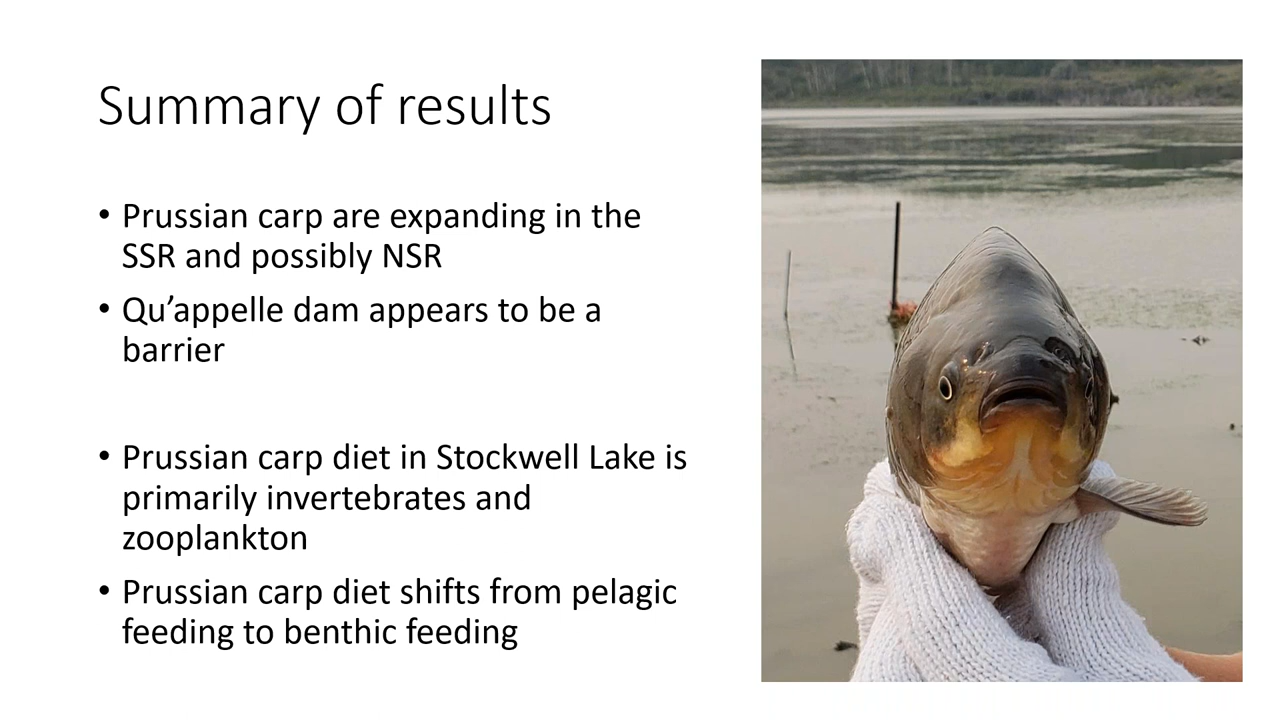 Summary of results
• Prussian carp are expanding in the
SSR and possibly NSR
• Qu’appelle dam appears to be a
barrier
• Prussian carp diet in Stockwell Lake is
primarily invertebrates and
zooplankton
• Prussian carp diet shifts from pelagic
feeding to benthic feeding